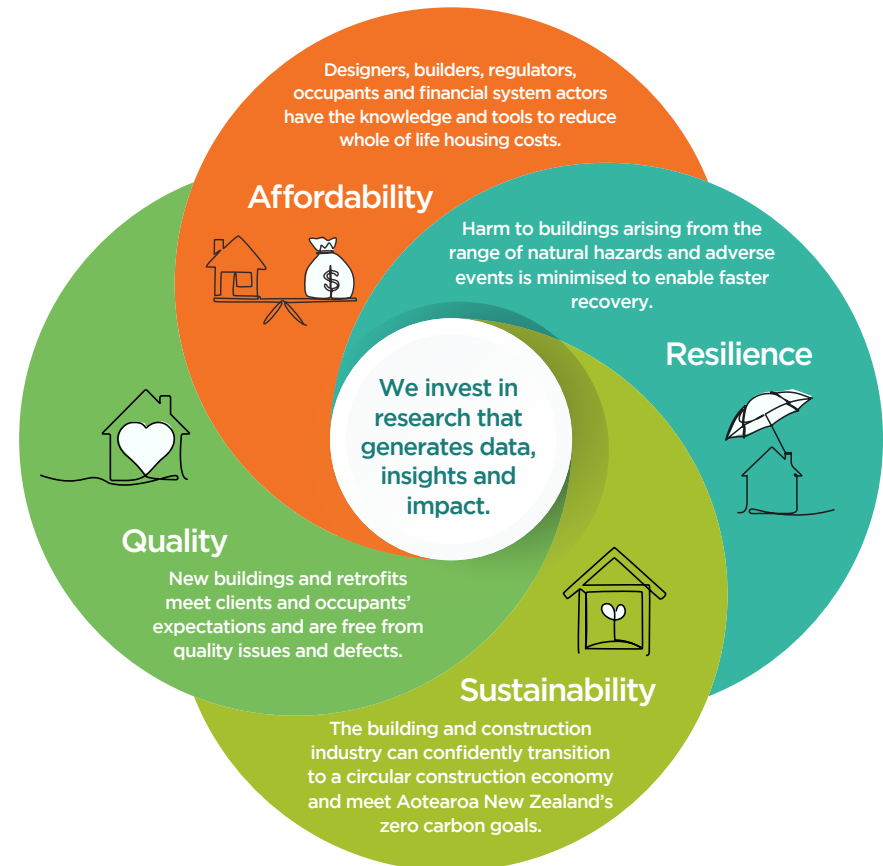 Designers, builders, regulators,
occupants and financial system actors
have the knowledge and tools to reduce
whole of life housing costs.
Affordability
$
Harm to buildings arising from the
range of natural hazards and adverse
events is minimised to enable faster
recovery.
Resilience
We invest in
research that
generates data,
insights and
impact.
Quality
New buildings and retrofits
meet clients and occupants’
expectations and are free from
quality issues and defects.
Sustainability
The building and construction
industry can confidently transition
to a circular construction economy
and meet Aotearoa New Zealand’s
zero carbon goals.